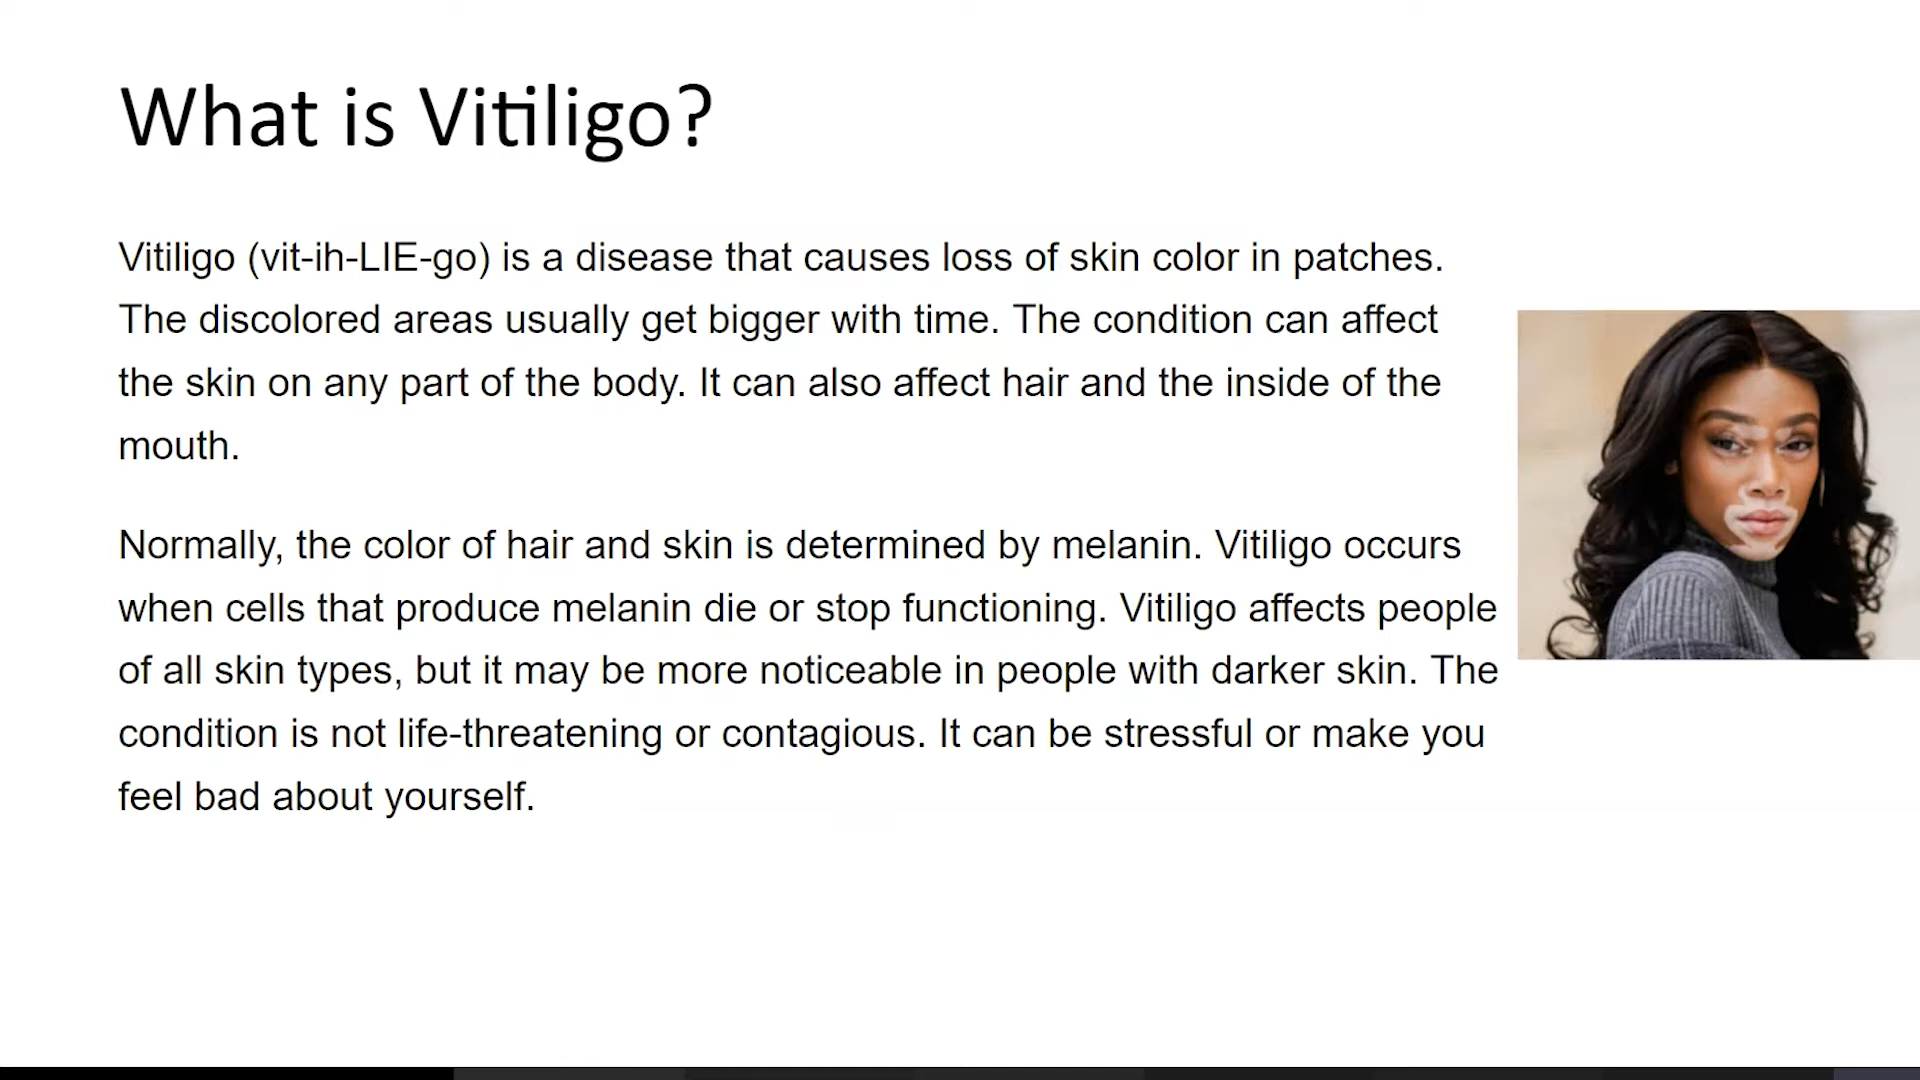 What is Vitiligo?
Vitiligo (vit-ih-LIE-go) is a disease that causes loss of skin color in patches.
The discolored areas usually get bigger with time. The condition can affect
the skin on any part of the body. It can also affect hair and the inside of the
mouth.
Normally, the color of hair and skin is determined by melanin. Vitiligo occurs
when cells that produce melanin die or stop functioning. Vitiligo affects people
of all skin types, but it may be more noticeable in people with darker skin. The
condition is not life-threatening or contagious. It can be stressful or make you
feel bad about yourself.